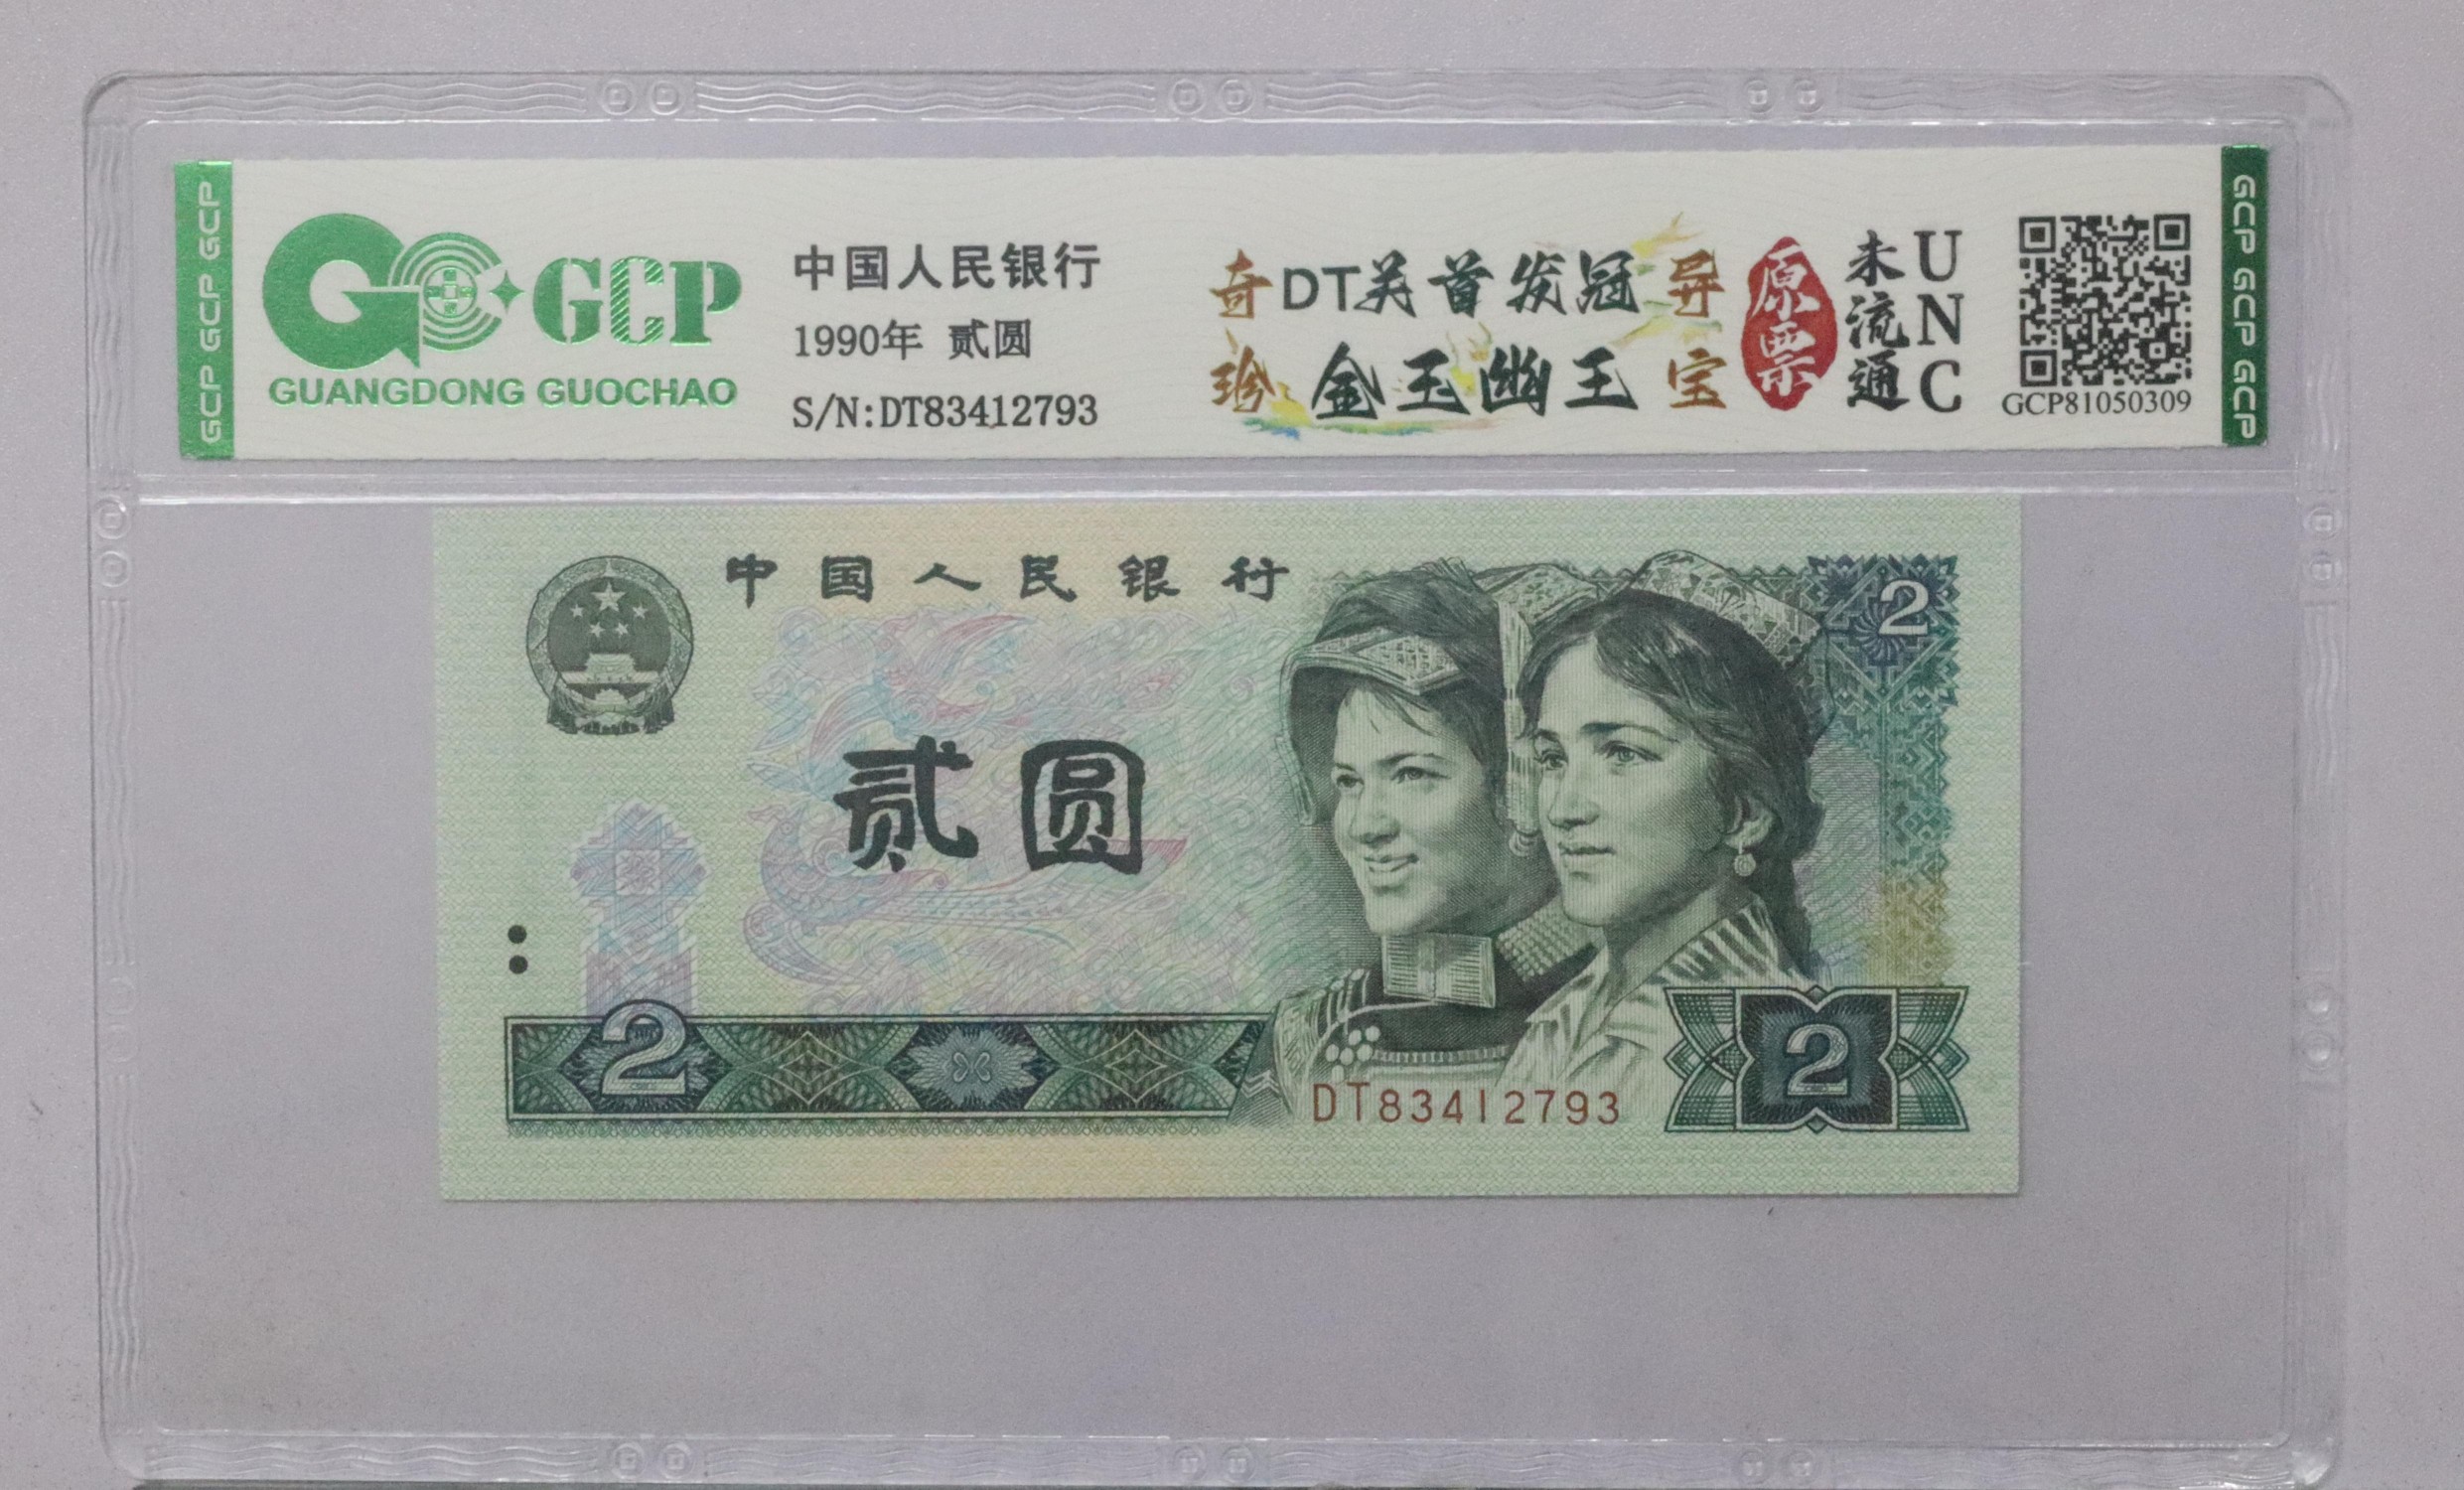 GCP GCP GCP
GCP
GUANGDONG GUOCHAO
中国人民银行
1990年 贰圆
S/N:DT83412793
奇 DT关首发冠 异
珍 金玉幽王 宝
原票
未流通
UNC
GCP81050309
GCP GCP GCP
中国人民银行
2
贰圆
2
DT83412793
2